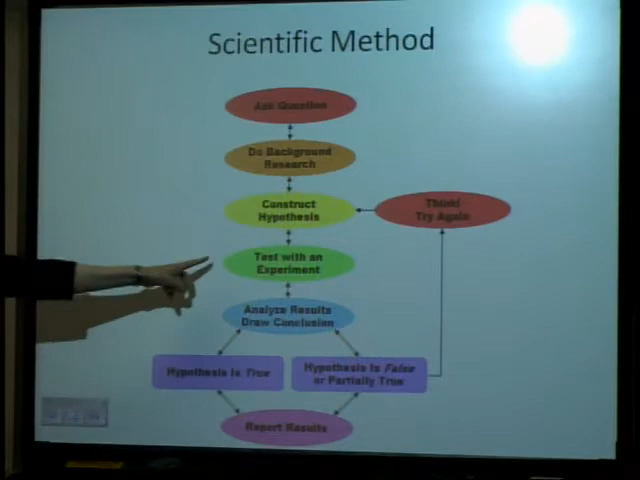 Scientific Method
Ask Question
Do Background
Research
Construct
Hypothesis
Think!
Try Again
Test with an
Experiment
Analyze Results
Draw Conclusion
Hypothesis Is True
Hypothesis Is False
or Partially True
Report Results